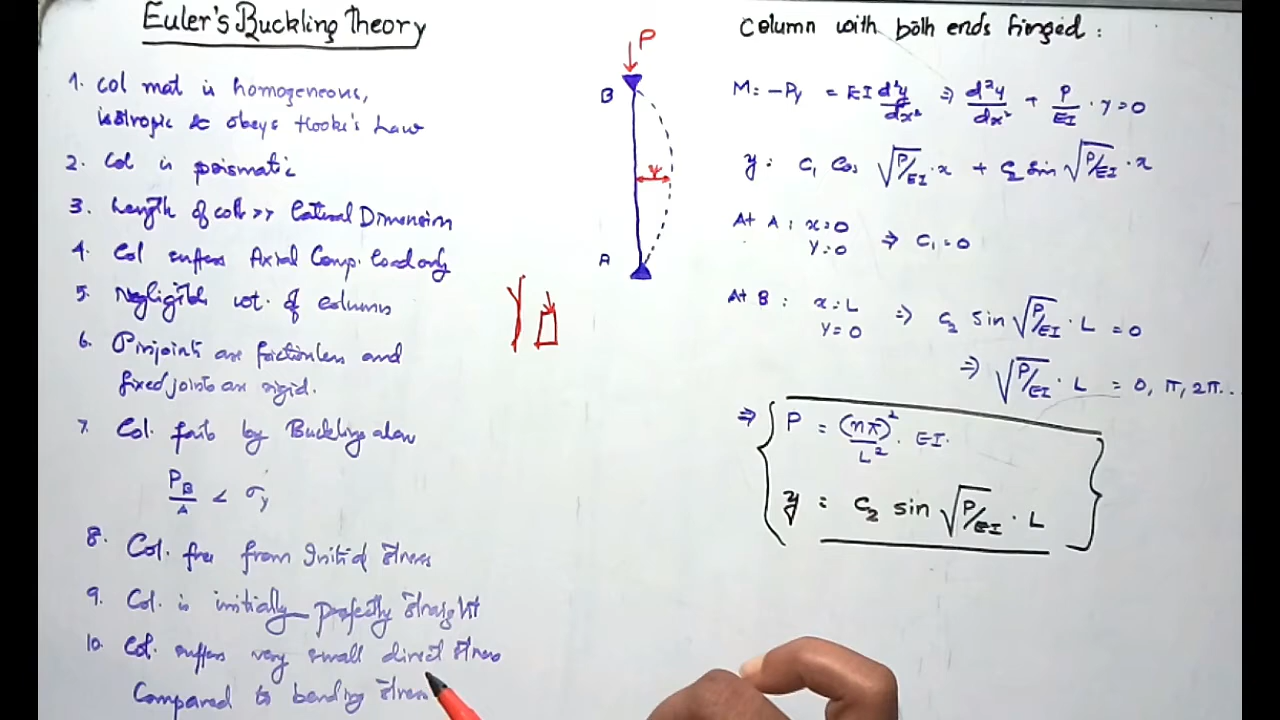 Euler's Buckling Theory
1. Col mat is homogeneous,
isotropic & obeys Hooke's Law
2. Col is prismatic
3. Length of col >> lateral Dimension
4. Col suffers Axial Comp. load only
5. Negligible wt. of columns
6. Pinjoints are frictionless and
fixed joints are rigid.
7. Col. fails by Buckling alone
P_B/A < σy
8. Col. free from Initial stress
9. Col. is initially perfectly straight
10. Col. suffers very small direct stress
Compared to bending stress
P
B
y
A
Column with both ends hinged :
M = -Py = EI d²y/dx² ⇒ d²y/dx² + P/EI · y = 0
y = C₁ Cos √P/EI · x + C₂ Sin √P/EI · x
At A : x=0
y=0 ⇒ C₁ = 0
At B : x=L
y=0 ⇒ C₂ sin √P/EI · L = 0
⇒ √P/EI · L = 0, π, 2π...
⇒ P = (nπ)²/L² · EI.
y = C₂ sin √P/EI · L